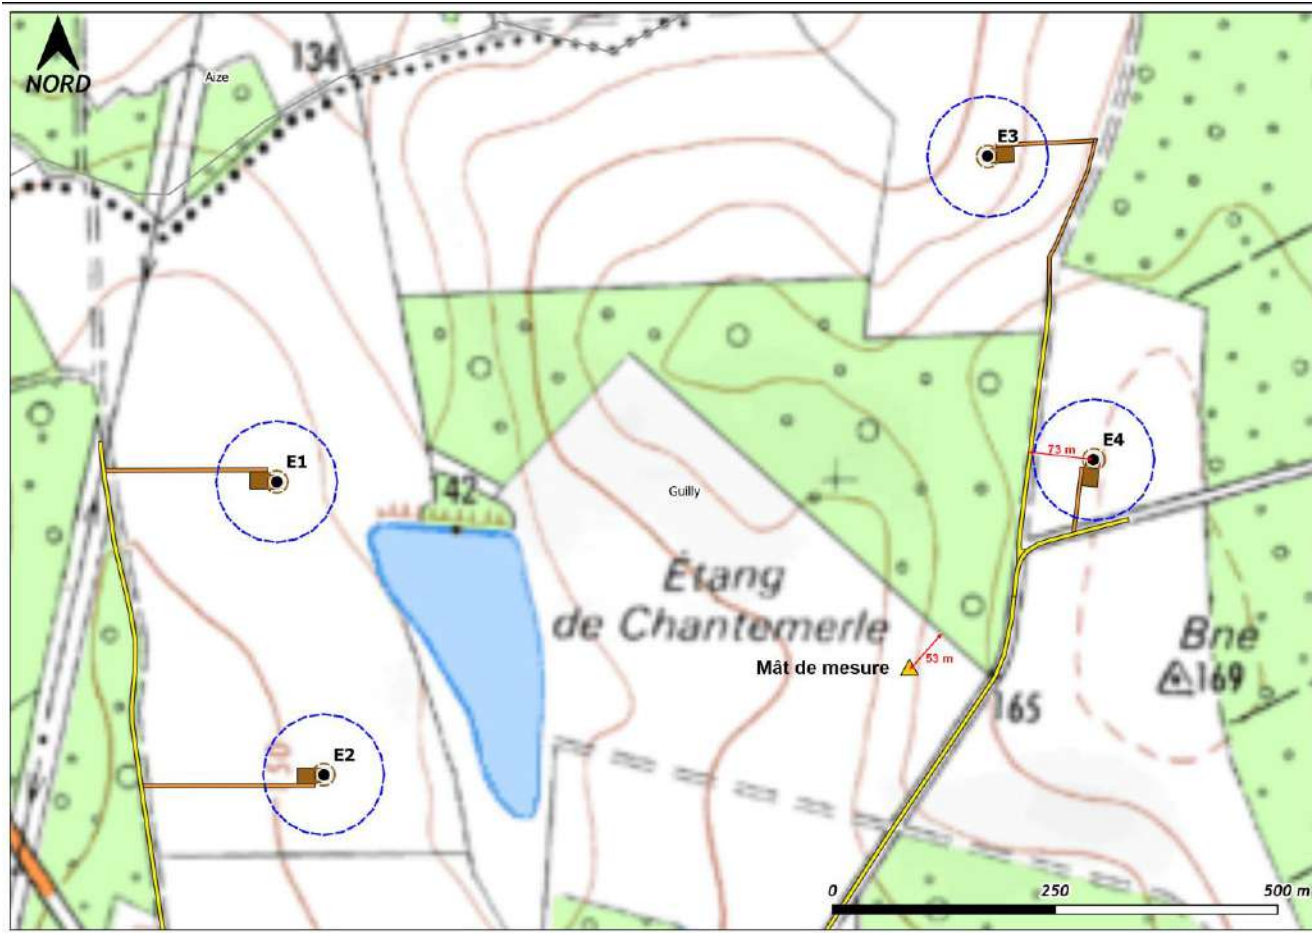 NORD
Aize
134
E3
E1
E4
73 m
142
Guilly
Étang
de Chantemerle
Bne
169
Mât de mesure
53 m
165
E2
50
0
250
500 m